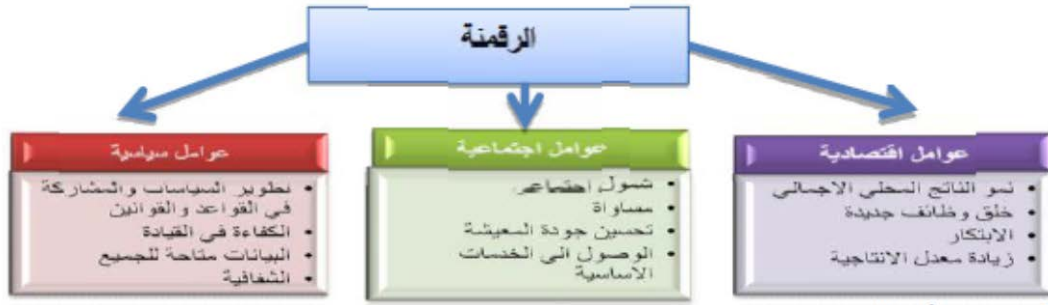 الرقمنة
عوامل اقتصادية
• نمو الناتج المحلي الاجمالي
• خلق وظائف جديدة
• الابتكار
• زيادة معدل الانتاجية
عوامل اجتماعية
• شمول اجتماعي
• مساواة
• تحسين جودة المعيشة
• الوصول الى الخدمات
الاساسية
عوامل سياسية
• تطوير السياسات والمشاركة
في القواعد والقوانين
• الكفاءة في القيادة
• البيانات متاحة للجميع
• الشفافية